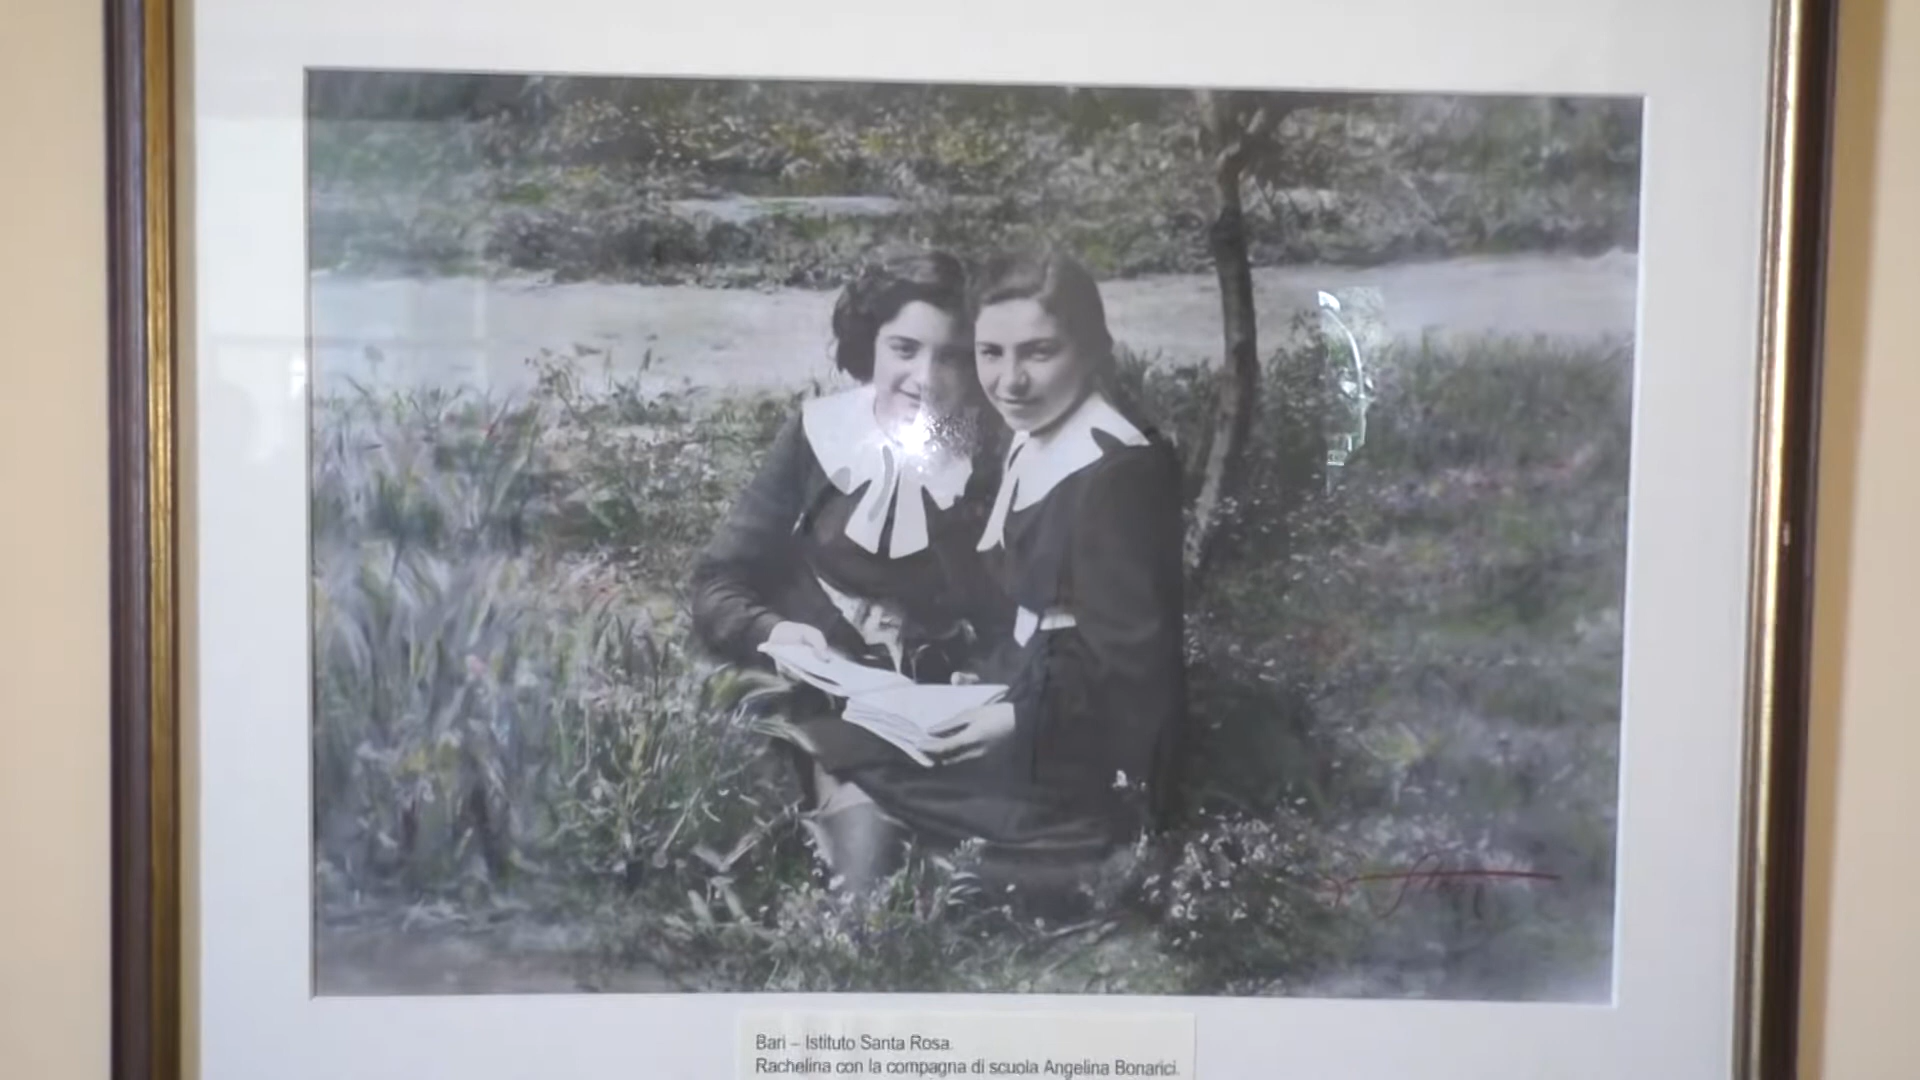 Bari – Istituto Santa Rosa.
Rachelina con la compagna di scuola Angelina Bonarici.